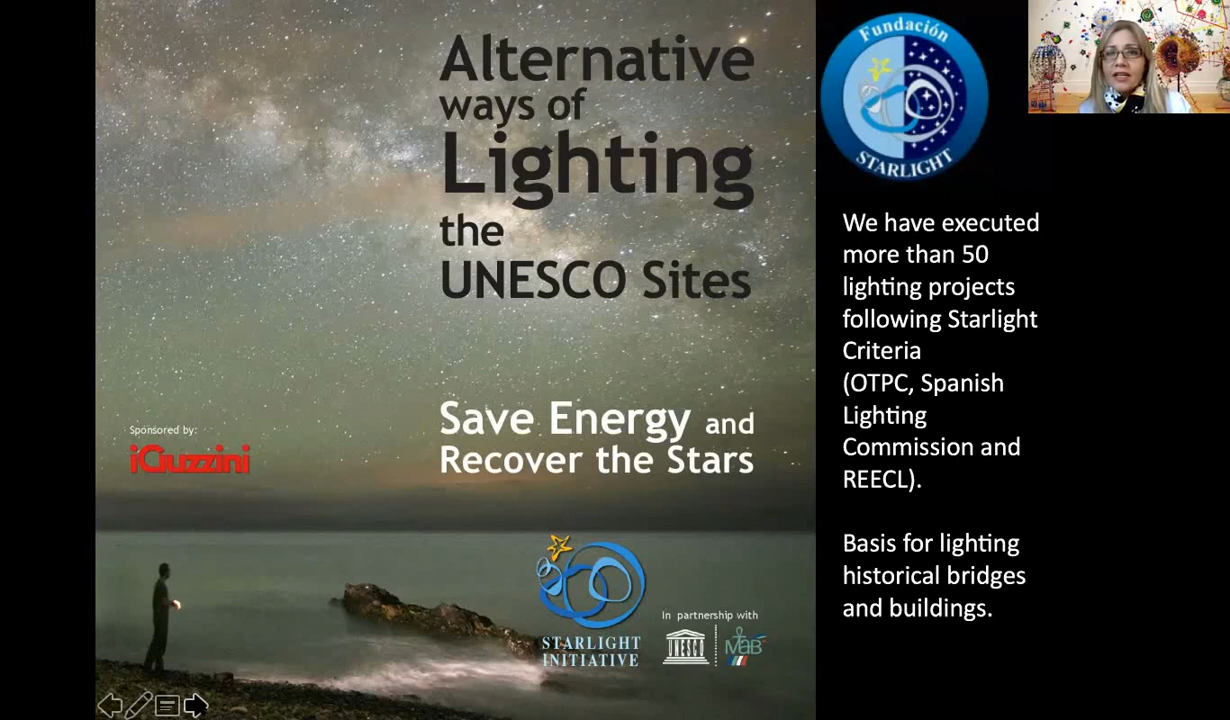 Alternative
ways of
Lighting
the
UNESCO Sites
Save Energy and
Recover the Stars
Sponsored by:
iGuzzini
STARLIGHT
INITIATIVE
In partnership with
UNESCO
MaB
Fundación
STARLIGHT
We have executed
more than 50
lighting projects
following Starlight
Criteria
(OTPC, Spanish
Lighting
Commission and
REECL).
Basis for lighting
historical bridges
and buildings.